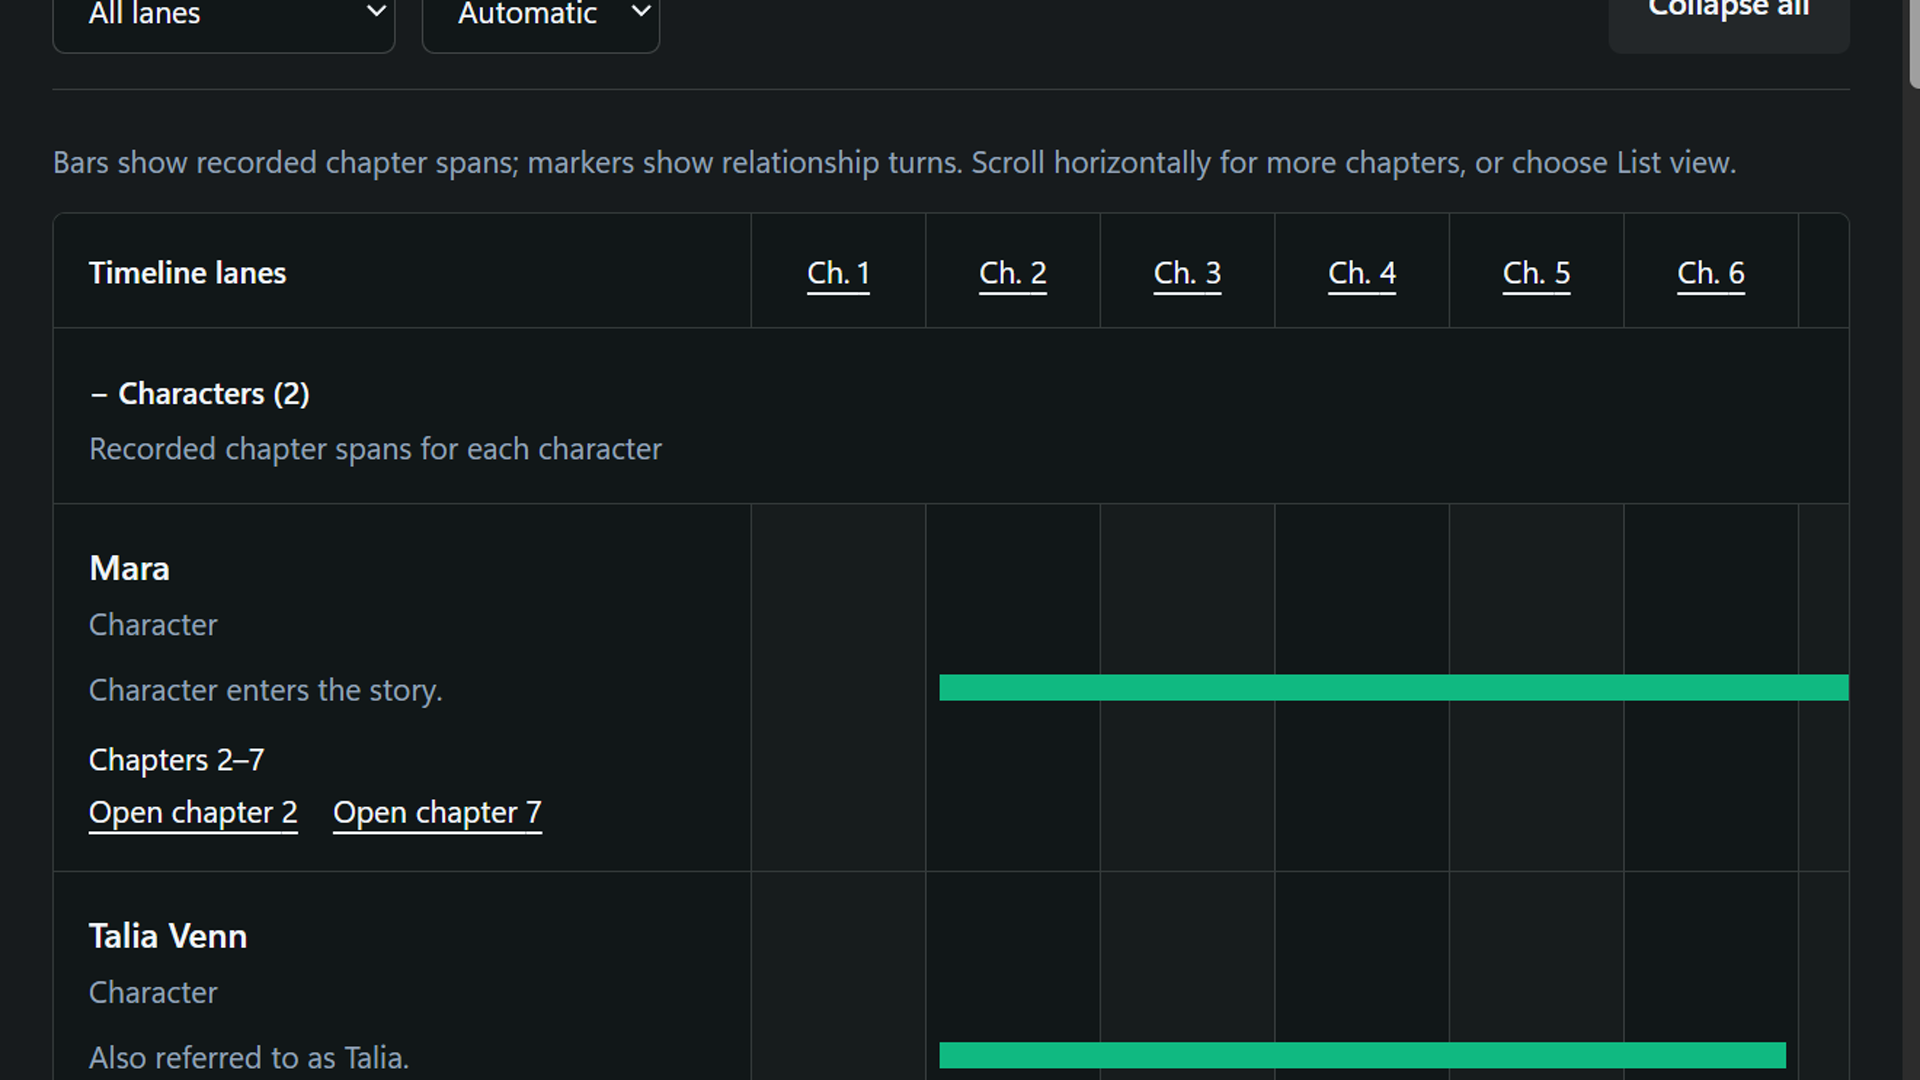 All lanes
Automatic
Collapse all
Bars show recorded chapter spans; markers show relationship turns. Scroll horizontally for more chapters, or choose List view.
Timeline lanes
Ch. 1
Ch. 2
Ch. 3
Ch. 4
Ch. 5
Ch. 6
– Characters (2)
Recorded chapter spans for each character
Mara
Character
Character enters the story.
Chapters 2–7
Open chapter 2
Open chapter 7
Talia Venn
Character
Also referred to as Talia.